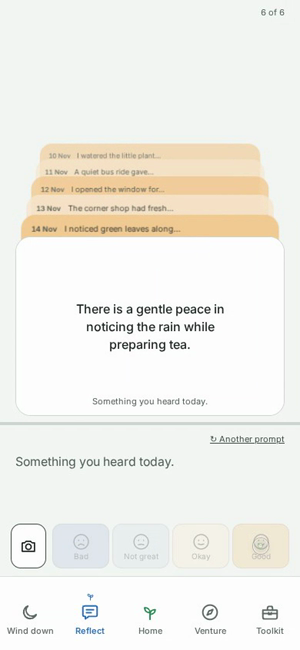 6 of 6
10 Nov I watered the little plant...
11 Nov A quiet bus ride gave...
12 Nov I opened the window for...
13 Nov The corner shop had fresh...
14 Nov I noticed green leaves along...
There is a gentle peace in
noticing the rain while
preparing tea.
Something you heard today.
↻ Another prompt
Something you heard today.
Bad Not great Okay Good
Wind down Reflect Home Venture Toolkit